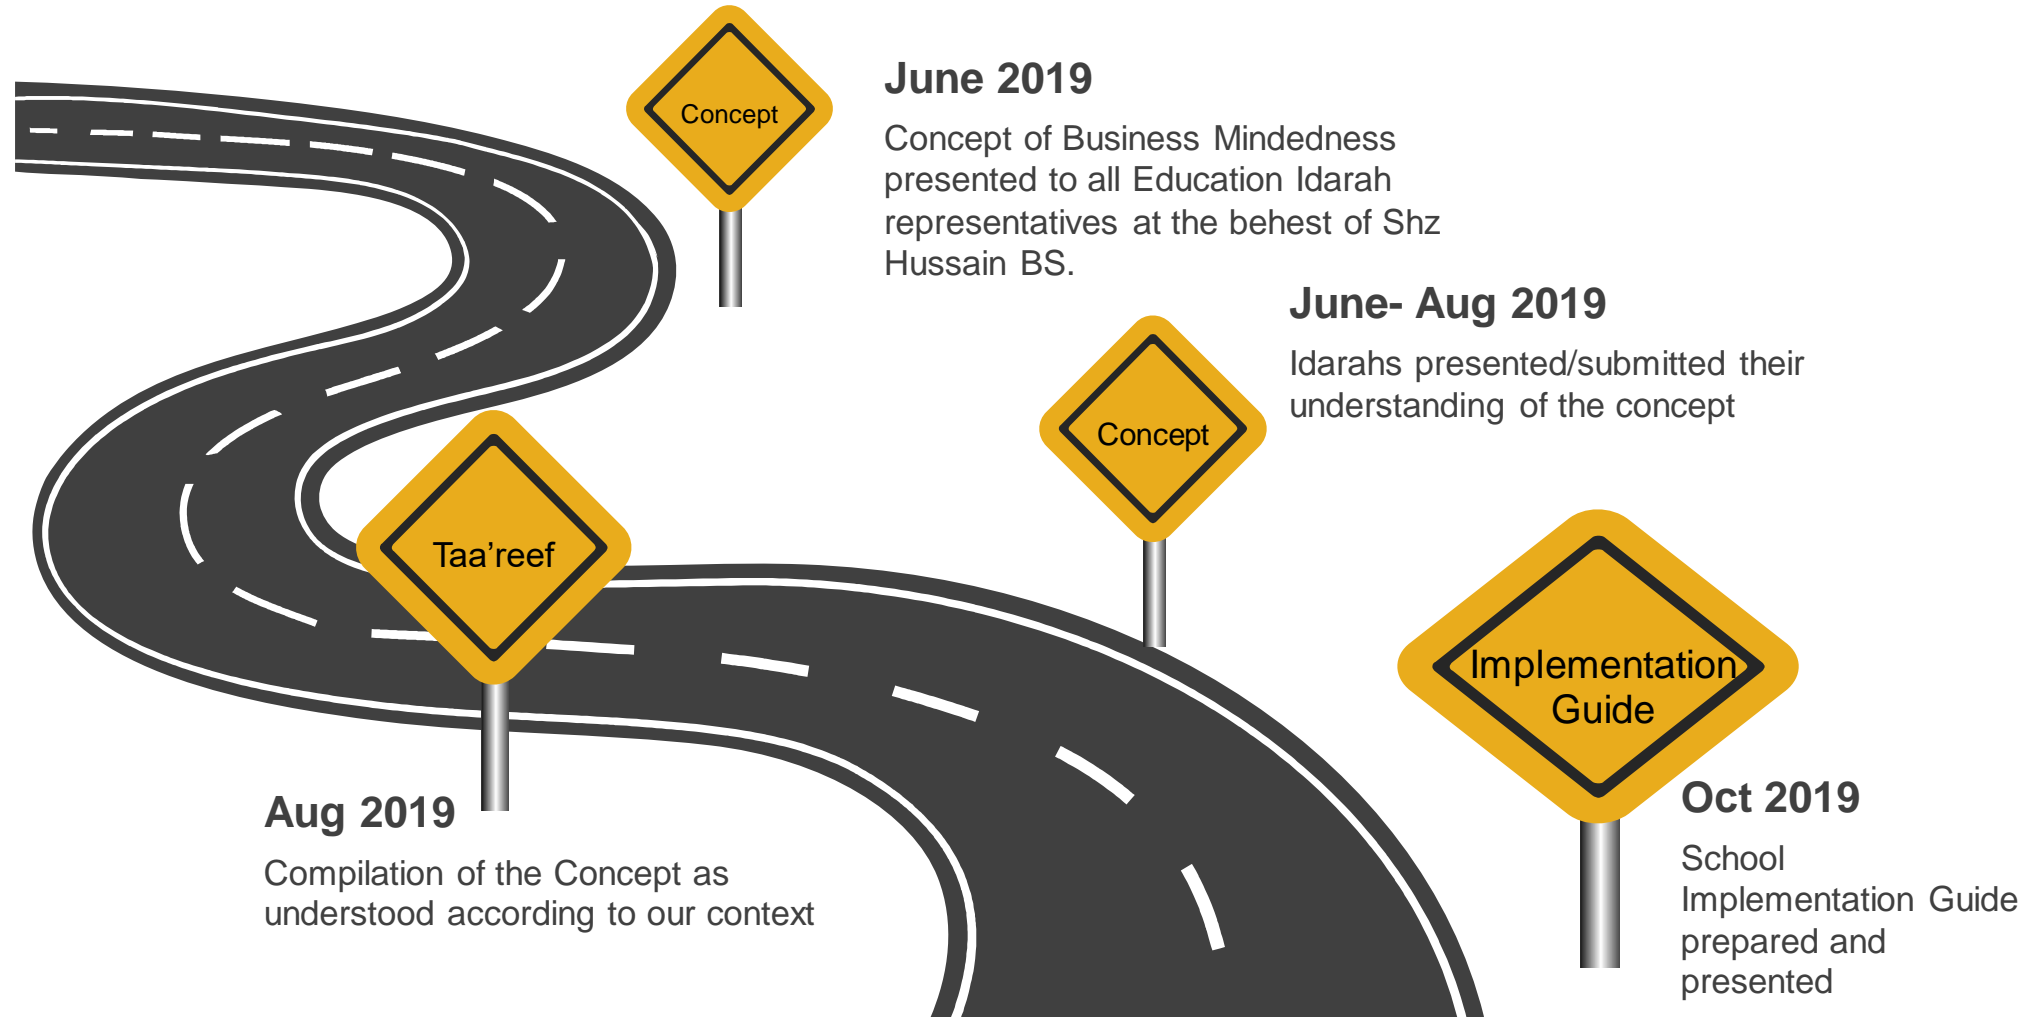 Concept
June 2019
Concept of Business Mindedness
presented to all Education Idarah
representatives at the behest of Shz
Hussain BS.
Concept
June- Aug 2019
Idarahs presented/submitted their
understanding of the concept
Taa’reef
Aug 2019
Compilation of the Concept as
understood according to our context
Implementation
Guide
Oct 2019
School
Implementation Guide
prepared and
presented